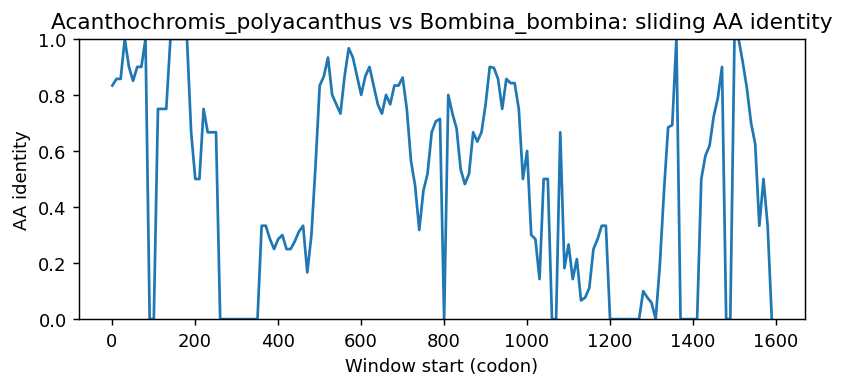 Acanthochromis_polyacanthus vs Bombina_bombina: sliding AA identity
1.0
0.8
0.6
0.4
0.2
0.0
AA identity
0 200 400 600 800 1000 1200 1400 1600
Window start (codon)